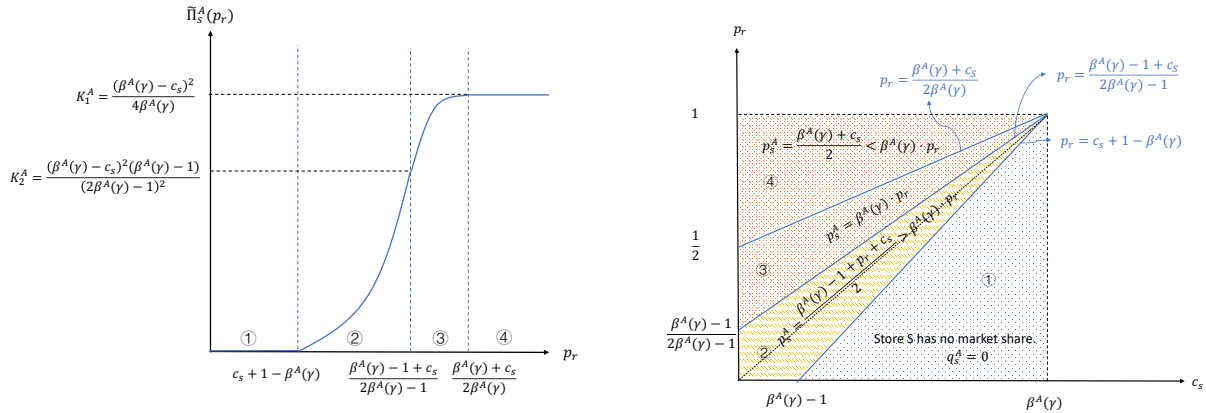 Π̃_s^A(p_r)
K_1^A = (β^A(γ) − c_s)^2 / 4β^A(γ)
K_2^A = (β^A(γ) − c_s)^2(β^A(γ) − 1) / (2β^A(γ) − 1)^2
① ② ③ ④
p_r
c_s + 1 − β^A(γ)
β^A(γ) − 1 + c_s / 2β^A(γ) − 1
β^A(γ) + c_s / 2β^A(γ)
p_r
p_r = β^A(γ) + c_S / 2β^A(γ)
p_r = β^A(γ) − 1 + c_S / 2β^A(γ) − 1
p_r = c_S + 1 − β^A(γ)
1
p_s^A = β^A(γ) + c_s / 2 < β^A(γ) · p_r
④
p_s^A = β^A(γ) · p_r
1/2
③
p_s^A = β^A(γ) − 1 + p_r + c_s / 2 > β^A(γ) · p_r
①
β^A(γ) − 1 / 2β^A(γ) − 1
②
Store S has no market share.
q_s^A = 0
β^A(γ) − 1
β^A(γ)
c_s